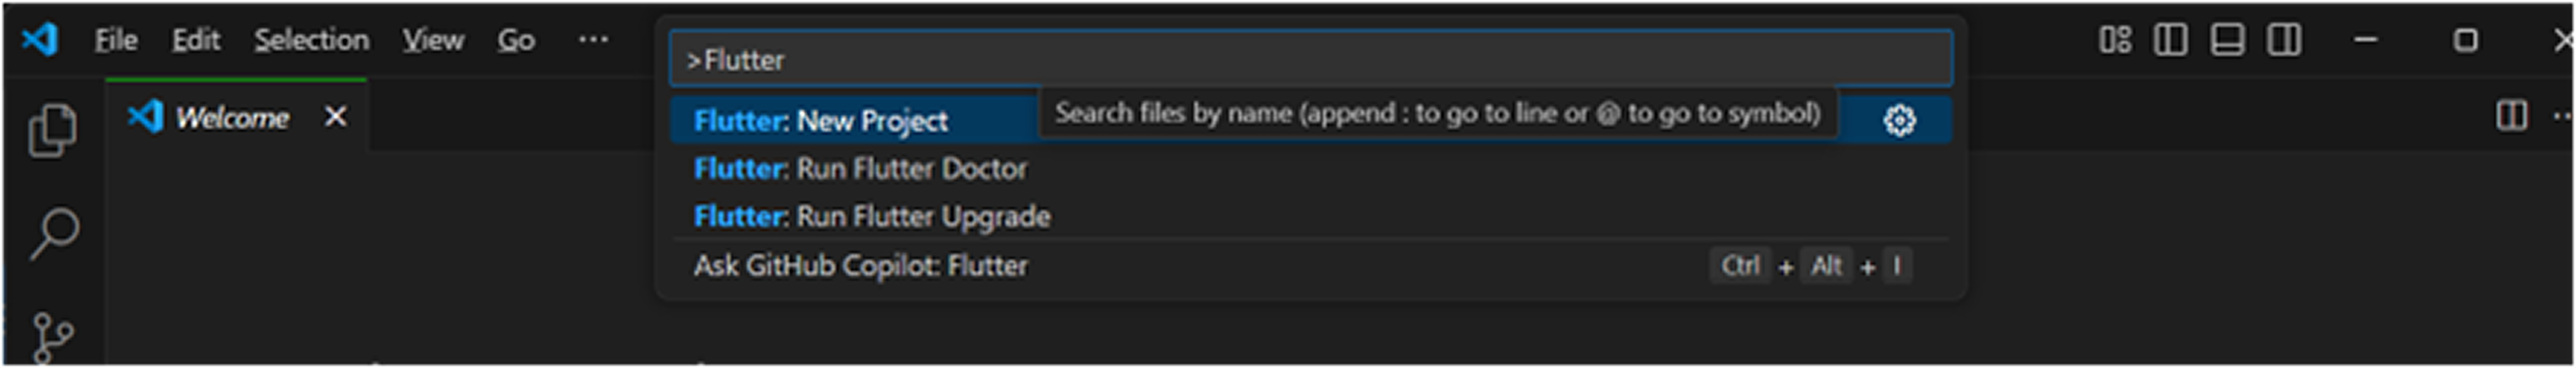 File Edit Selection View Go ...
>Flutter
Welcome
Flutter: New Project
Search files by name (append : to go to line or @ to go to symbol)
Flutter: Run Flutter Doctor
Flutter: Run Flutter Upgrade
Ask GitHub Copilot: Flutter Ctrl + Alt + I